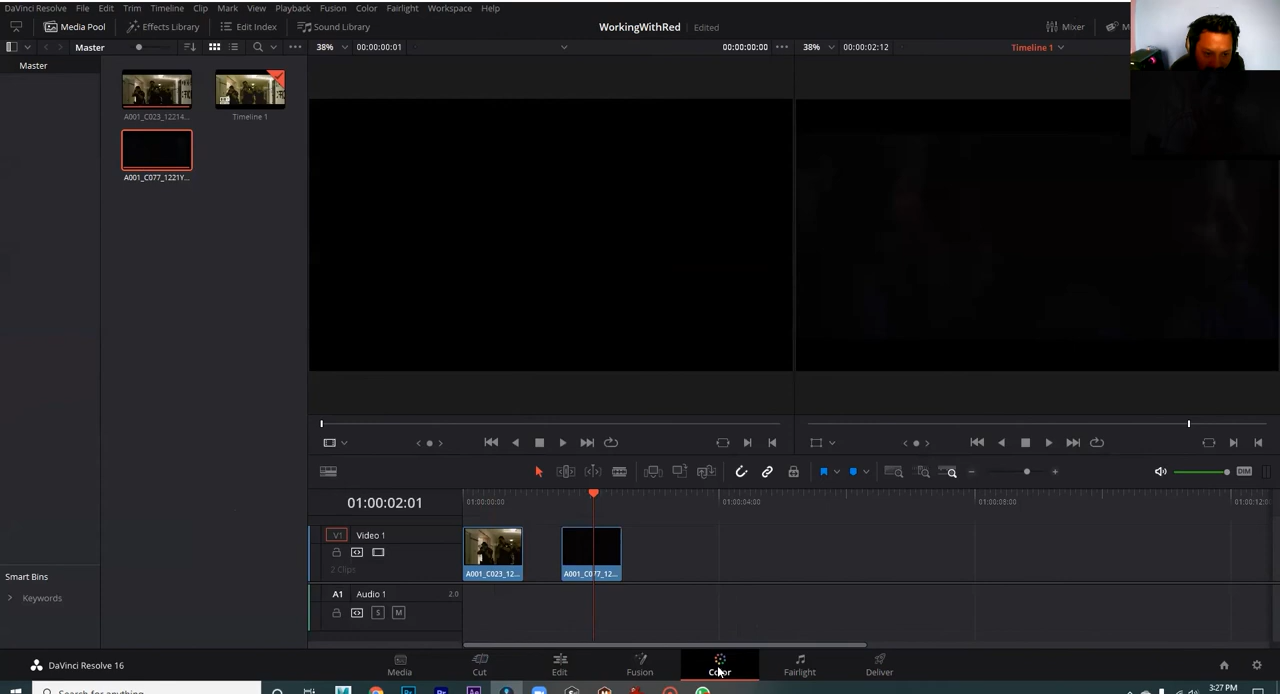 DaVinci Resolve File Edit Trim Timeline Clip Mark View Playback Fusion Color Fairlight Workspace Help
Media Pool Effects Library Edit Index Sound Library WorkingWithRed Edited Mixer
Master 38% 00:00:00:01 00:00:00:00 38% 00:00:02:12 Timeline 1
Master
A001_C023_12214... Timeline 1
A001_C077_1221Y...
DIM
01:00:02:01 01:00:00:00 01:00:04:00 01:00:08:00 01:00:12:0
V1 Video 1
2 Clips
A001_C023_12... A001_C077_12...
Smart Bins
A1 Audio 1 2.0
Keywords
S M
DaVinci Resolve 16 Media Cut Edit Fusion Color Fairlight Deliver
Search for anything
Br Pr Ae
3:27 PM